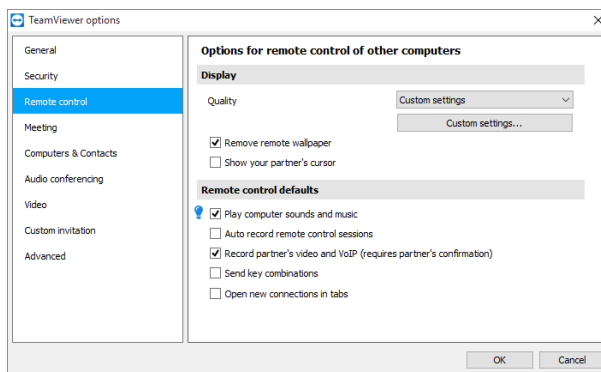 TeamViewer options
General
Security
Remote control
Meeting
Computers & Contacts
Audio conferencing
Video
Custom invitation
Advanced
Options for remote control of other computers
Display
Quality
Custom settings
Custom settings...
Remove remote wallpaper
Show your partner's cursor
Remote control defaults
Play computer sounds and music
Auto record remote control sessions
Record partner's video and VoIP (requires partner's confirmation)
Send key combinations
Open new connections in tabs
OK
Cancel